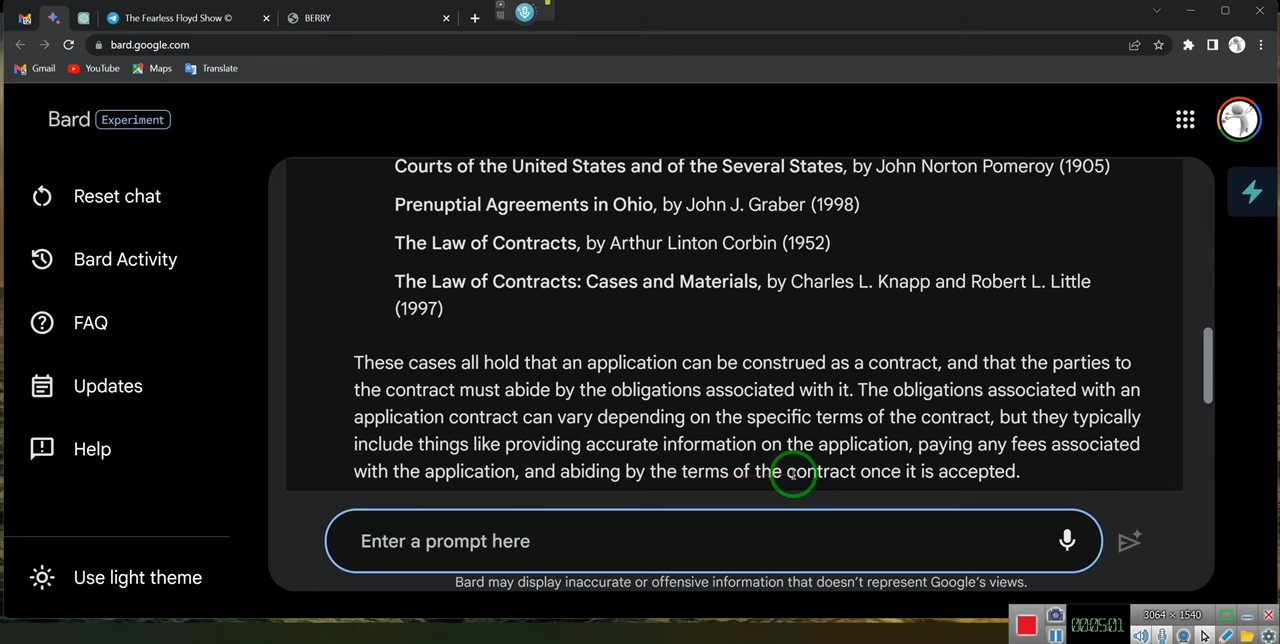 The Fearless Floyd Show ©
BERRY
bard.google.com
Gmail
YouTube
Maps
Translate
Bard
Experiment
Reset chat
Bard Activity
FAQ
Updates
Help
Use light theme
Courts of the United States and of the Several States, by John Norton Pomeroy (1905)
Prenuptial Agreements in Ohio, by John J. Graber (1998)
The Law of Contracts, by Arthur Linton Corbin (1952)
The Law of Contracts: Cases and Materials, by Charles L. Knapp and Robert L. Little
(1997)
These cases all hold that an application can be construed as a contract, and that the parties to
the contract must abide by the obligations associated with it. The obligations associated with an
application contract can vary depending on the specific terms of the contract, but they typically
include things like providing accurate information on the application, paying any fees associated
with the application, and abiding by the terms of the contract once it is accepted.
Enter a prompt here
Bard may display inaccurate or offensive information that doesn't represent Google's views.
3064 × 1540
00:05:01